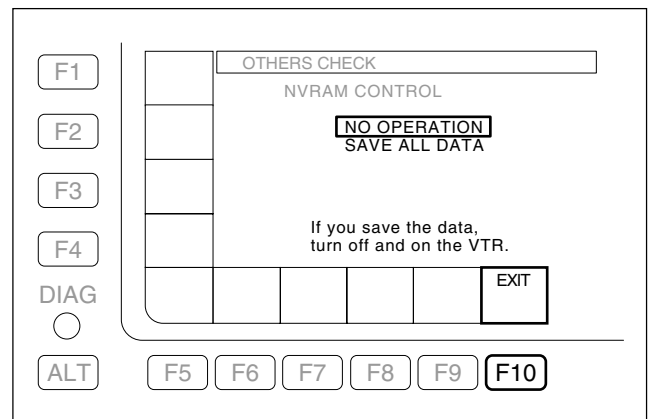 F1
OTHERS CHECK
NVRAM CONTROL
F2
NO OPERATION
SAVE ALL DATA
F3
If you save the data,
turn off and on the VTR.
F4
DIAG
EXIT
ALT
F5
F6
F7
F8
F9
F10